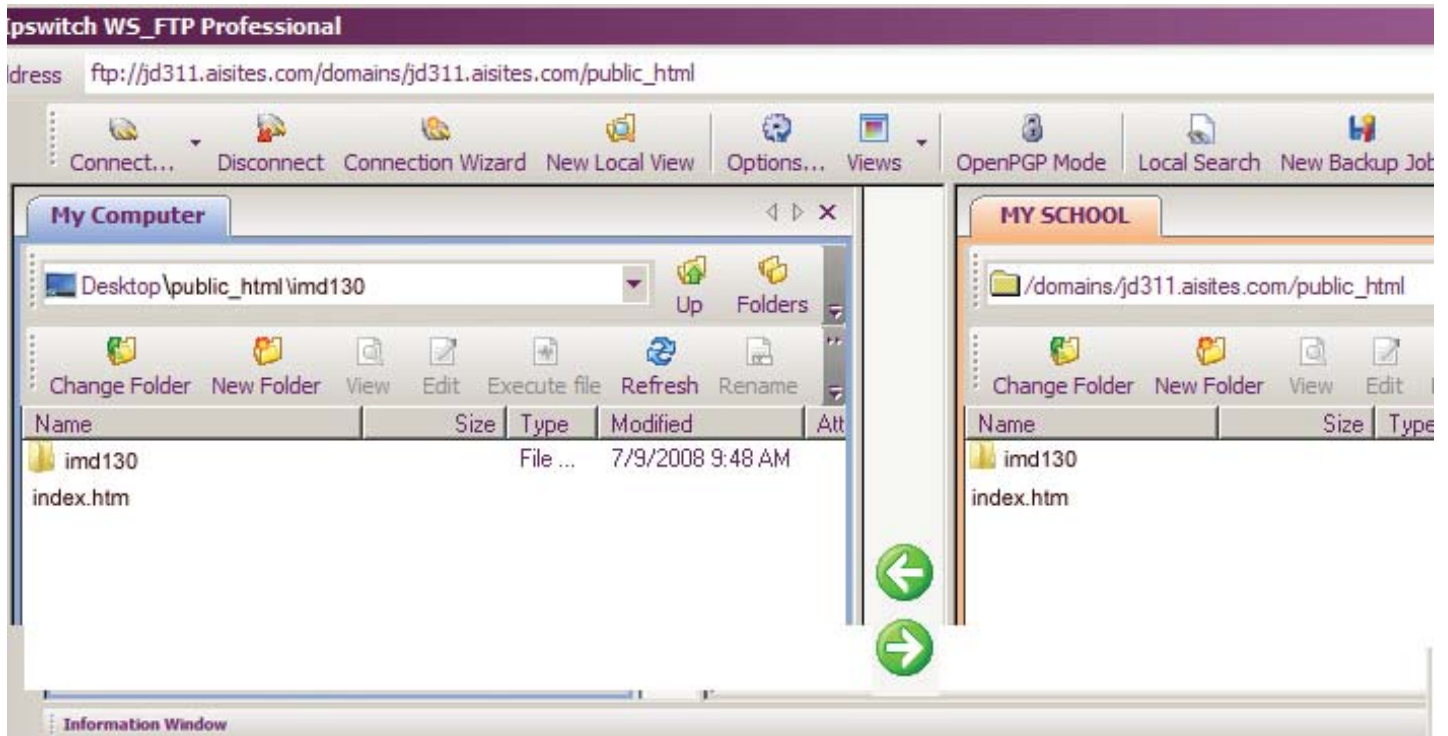 Ipswitch WS_FTP Professional
dress ftp://jd311.aisites.com/domains/jd311.aisites.com/public_html
Connect... Disconnect Connection Wizard New Local View Options... Views OpenPGP Mode Local Search New Backup Job
My Computer
MY SCHOOL
Desktop\public_html\imd130
Up Folders
/domains/jd311.aisites.com/public_html
Change Folder New Folder View Edit Execute file Refresh Rename
Change Folder New Folder View Edit
Name Size Type Modified Att
Name Size Type
imd130 File ... 7/9/2008 9:48 AM
imd130
index.htm
index.htm
Information Window